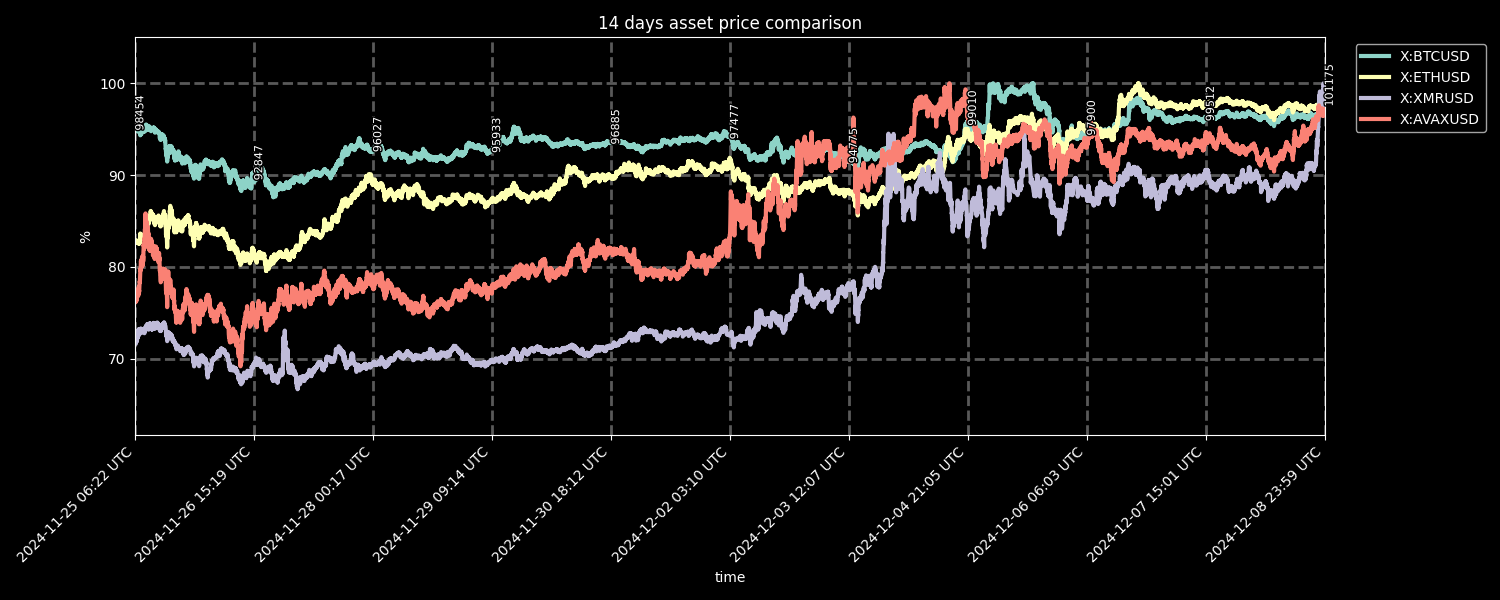 14 days asset price comparison
X:BTCUSD
X:ETHUSD
X:XMRUSD
X:AVAXUSD
%
100
90
80
70
98454
92847
96027
95933
96885
97477
94775
99010
97900
99512
101175
2024-11-25 06:22 UTC
2024-11-26 15:19 UTC
2024-11-28 00:17 UTC
2024-11-29 09:14 UTC
2024-11-30 18:12 UTC
2024-12-02 03:10 UTC
2024-12-03 12:07 UTC
2024-12-04 21:05 UTC
2024-12-06 06:03 UTC
2024-12-07 15:01 UTC
2024-12-08 23:59 UTC
time